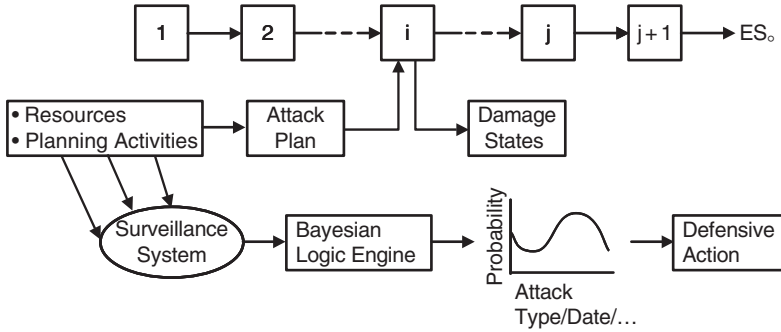 1
2
i
j
j + 1
ES₀
• Resources
• Planning Activities
Attack
Plan
Damage
States
Surveillance
System
Bayesian
Logic Engine
Probability
Attack
Type/Date/...
Defensive
Action